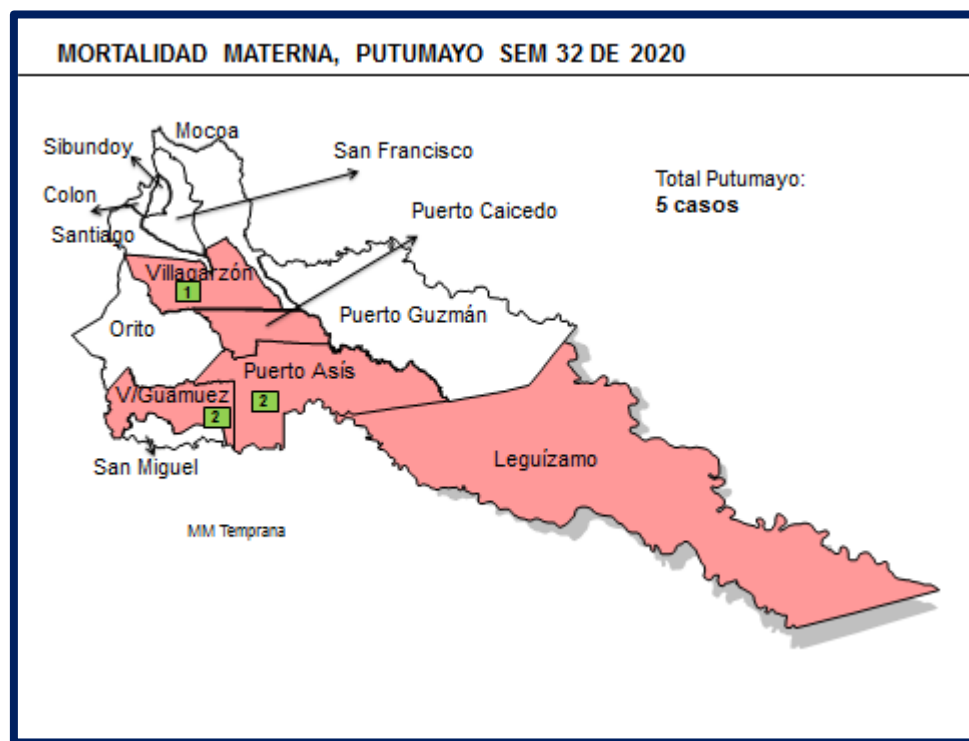 MORTALIDAD MATERNA, PUTUMAYO SEM 32 DE 2020
Mocoa
Sibundoy
San Francisco
Colon
Total Putumayo:
5 casos
Puerto Caicedo
Santiago
Villagarzón
1
Puerto Guzmán
Orito
Puerto Asís
V/Guamuez
2
2
Leguízamo
San Miguel
MM Temprana